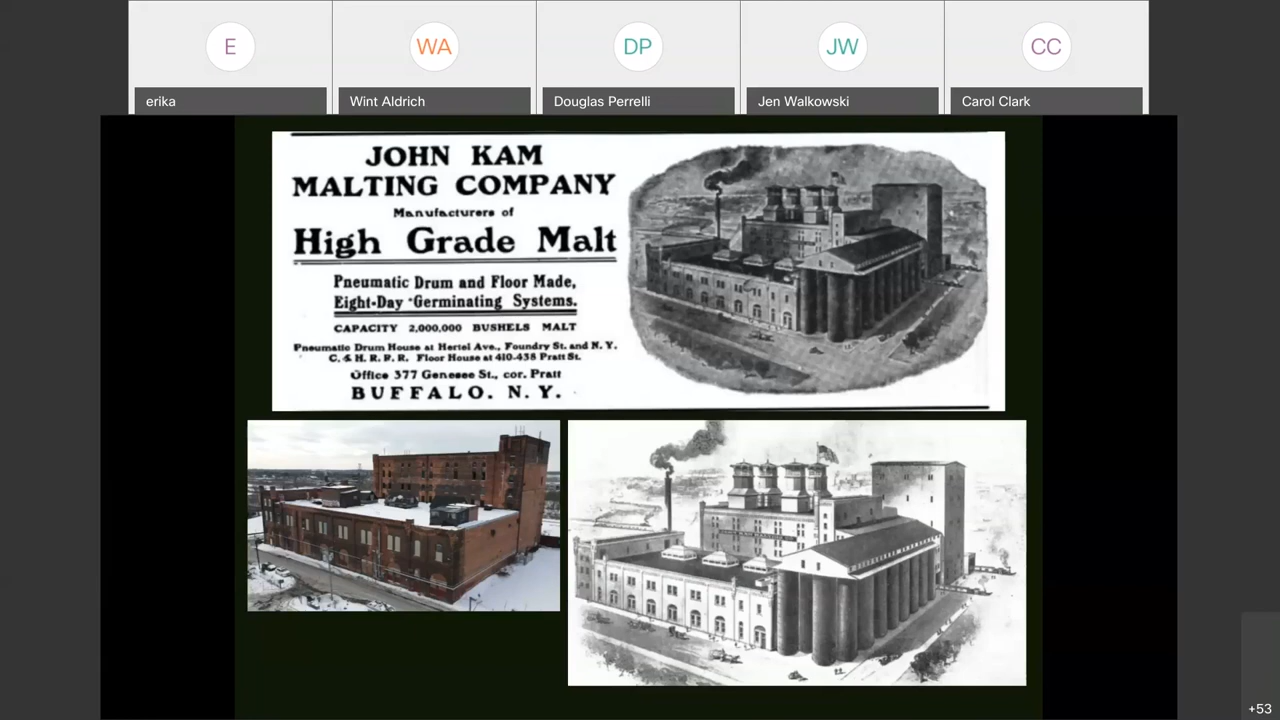 E
WA
DP
JW
CC
erika
Wint Aldrich
Douglas Perrelli
Jen Walkowski
Carol Clark
JOHN KAM
MALTING COMPANY
Manufacturers of
High Grade Malt
Pneumatic Drum and Floor Made,
Eight-Day Germinating Systems.
CAPACITY 2,000,000 BUSHELS MALT
Pneumatic Drum House at Hertel Ave., Foundry St. and N. Y.
C. & H. R. R. R. Floor House at 410-438 Pratt St.
Office 377 Genesee St., cor. Pratt
BUFFALO. N. Y.
+53